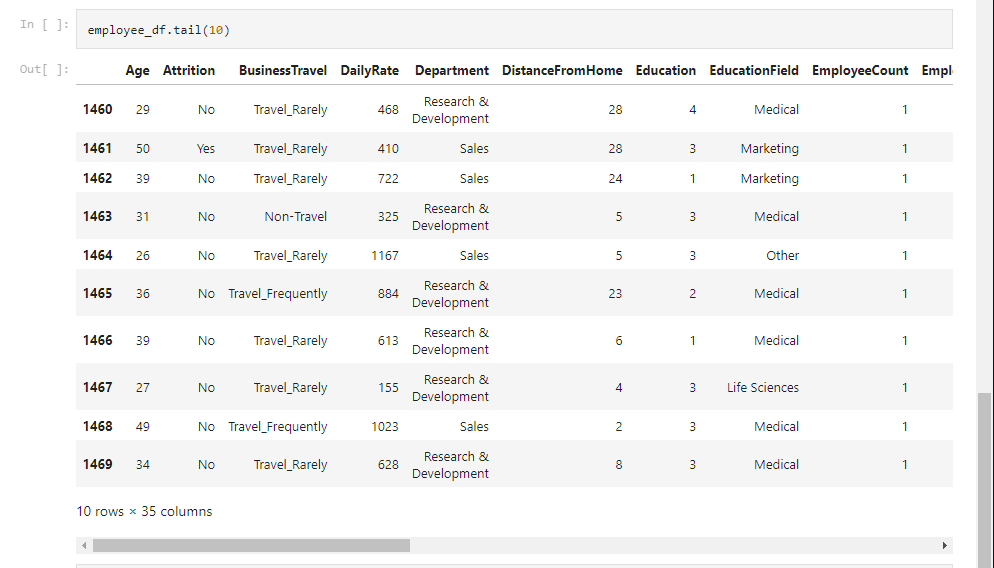 In [ ]:
employee_df.tail(10)
Out[ ]:
Age Attrition BusinessTravel DailyRate Department DistanceFromHome Education EducationField EmployeeCount Empl
1460 29 No Travel_Rarely 468 Research & Development 28 4 Medical 1
1461 50 Yes Travel_Rarely 410 Sales 28 3 Marketing 1
1462 39 No Travel_Rarely 722 Sales 24 1 Marketing 1
1463 31 No Non-Travel 325 Research & Development 5 3 Medical 1
1464 26 No Travel_Rarely 1167 Sales 5 3 Other 1
1465 36 No Travel_Frequently 884 Research & Development 23 2 Medical 1
1466 39 No Travel_Rarely 613 Research & Development 6 1 Medical 1
1467 27 No Travel_Rarely 155 Research & Development 4 3 Life Sciences 1
1468 49 No Travel_Frequently 1023 Sales 2 3 Medical 1
1469 34 No Travel_Rarely 628 Research & Development 8 3 Medical 1
10 rows × 35 columns